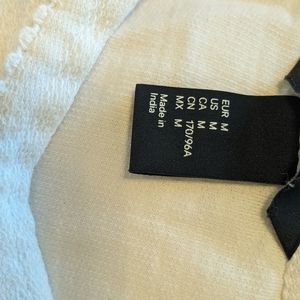 EUR M
US M
CA M
CN 170/96A
MX M
Made in
India